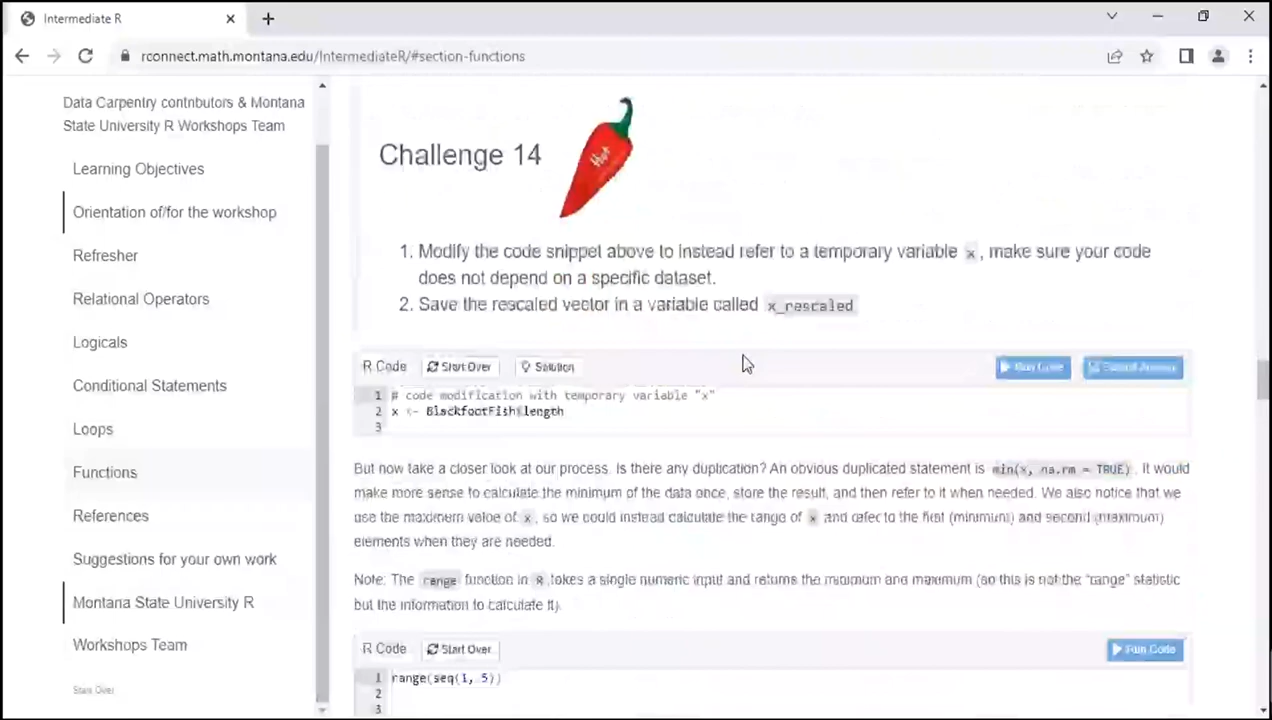 Intermediate R
rconnect.math.montana.edu/IntermediateR/#section-functions
Data Carpentry contributors & Montana
State University R Workshops Team
Learning Objectives
Orientation of/for the workshop
Refresher
Relational Operators
Logicals
Conditional Statements
Loops
Functions
References
Suggestions for your own work
Montana State University R
Workshops Team
Start Over
Challenge 14
Hot
1. Modify the code snippet above to instead refer to a temporary variable x, make sure your code
does not depend on a specific dataset.
2. Save the rescaled vector in a variable called x_rescaled
R Code Start Over Solution Run Code Submit Answer
1 # code modification with temporary variable "x"
2 x <- BlackfootFish$length
3
But now take a closer look at our process. Is there any duplication? An obvious duplicated statement is min(x, na.rm = TRUE). It would
make more sense to calculate the minimum of the data once, store the result, and then refer to it when needed. We also notice that we
use the maximum value of x, so we could instead calculate the range of x and refer to the first (minimum) and second (maximum)
elements when they are needed.
Note: The range function in R takes a single numeric input and returns the minimum and maximum (so this is not the "range" statistic
but the information to calculate it).
R Code Start Over Run Code
1 range(seq(1, 5))
2
3